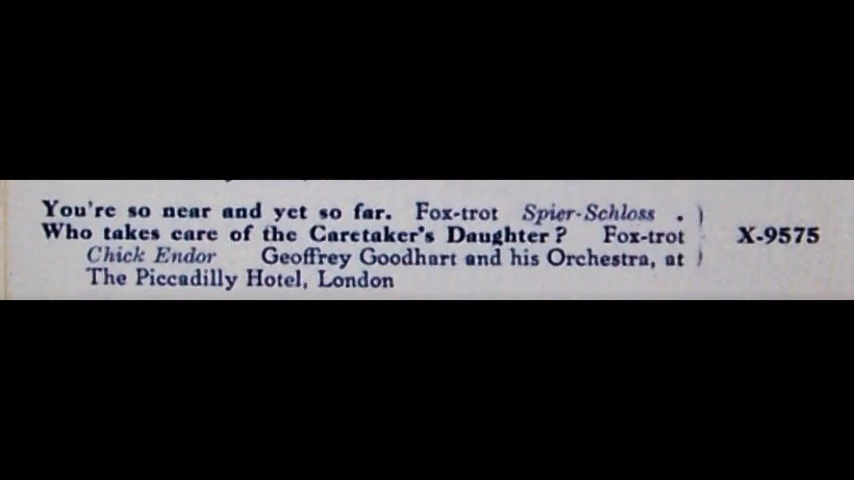 You're so near and yet so far. Fox-trot Spier-Schloss .
Who takes care of the Caretaker's Daughter? Fox-trot X-9575
Chick Endor Geoffrey Goodhart and his Orchestra, at
The Piccadilly Hotel, London